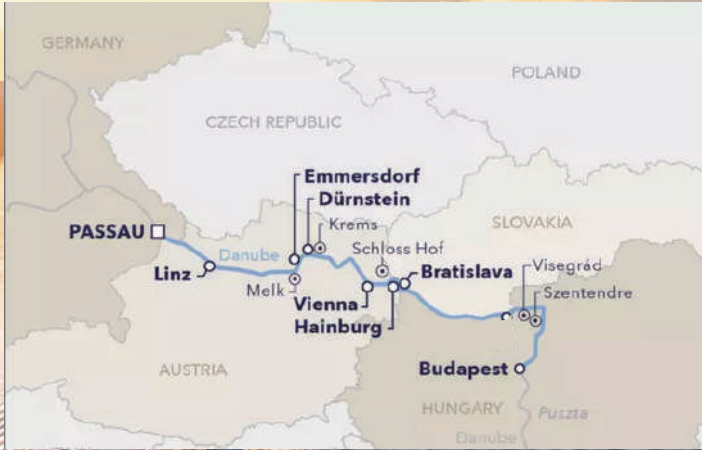 GERMANY
POLAND
CZECH REPUBLIC
Emmersdorf
Dürnstein
Krems
SLOVAKIA
PASSAU
Danube
Schloss Hof
Linz
Bratislava
Visegrád
Melk
Szentendre
Vienna
Hainburg
AUSTRIA
Budapest
HUNGARY
Puszta
Danube